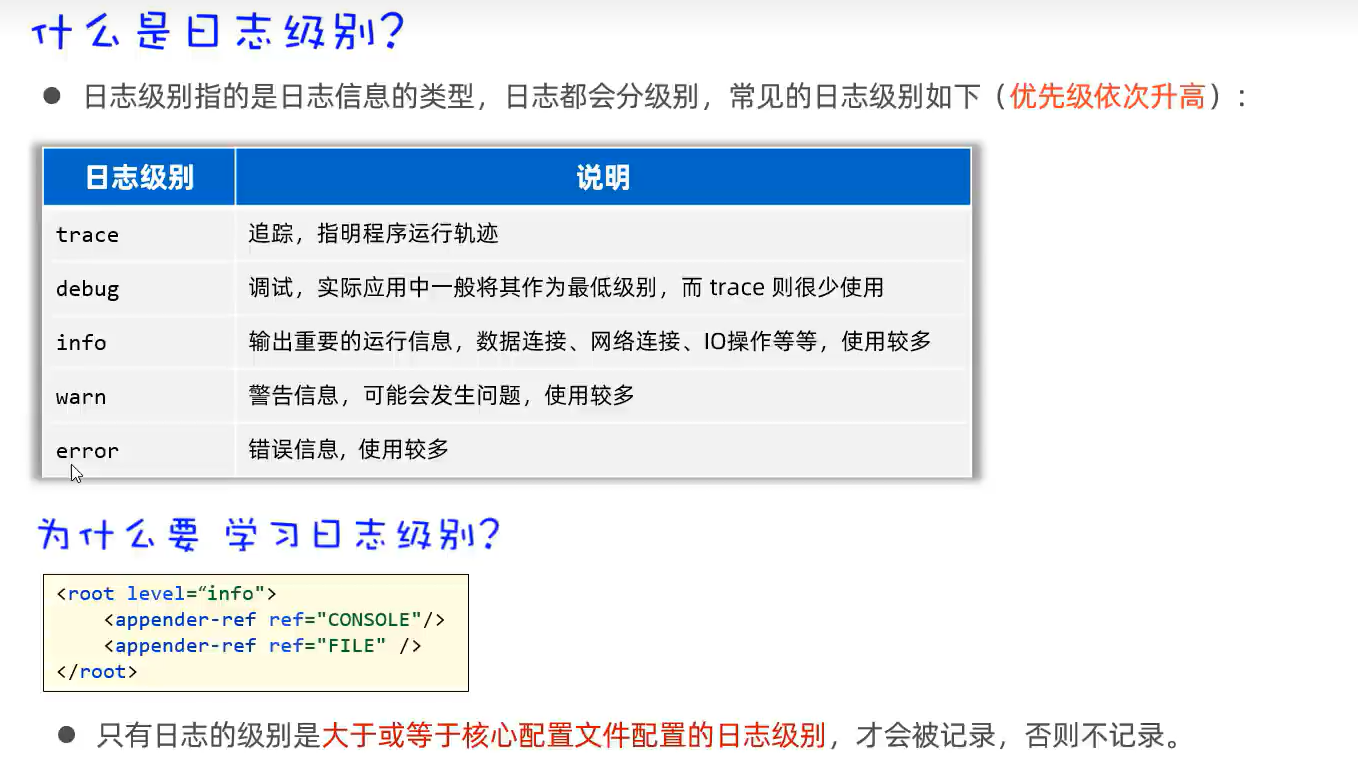 什么是日志级别?
● 日志级别指的是日志信息的类型，日志都会分级别，常见的日志级别如下（优先级依次升高）：
日志级别 说明
trace 追踪，指明程序运行轨迹
debug 调试，实际应用中一般将其作为最低级别，而 trace 则很少使用
info 输出重要的运行信息，数据连接、网络连接、IO操作等等，使用较多
warn 警告信息，可能会发生问题，使用较多
error 错误信息, 使用较多
为什么要 学习日志级别?
<root level=“info">
<appender-ref ref="CONSOLE"/>
<appender-ref ref="FILE" />
</root>
● 只有日志的级别是大于或等于核心配置文件配置的日志级别，才会被记录，否则不记录。